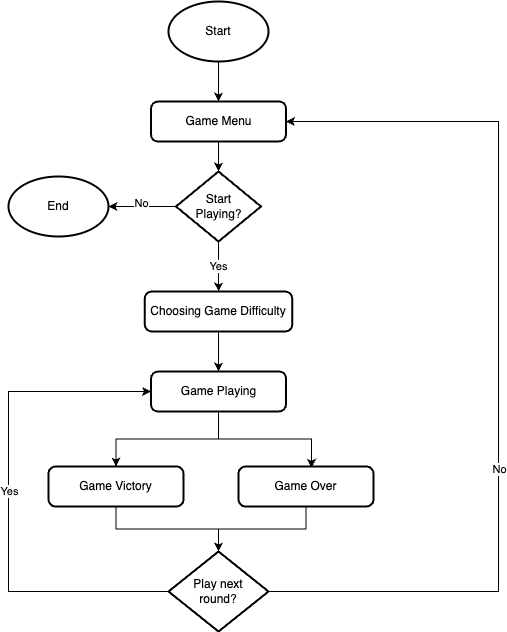 Start
Game Menu
Start
Playing?
No
End
Yes
Choosing Game Difficulty
Game Playing
Game Victory
Game Over
Yes
No
Play next
round?